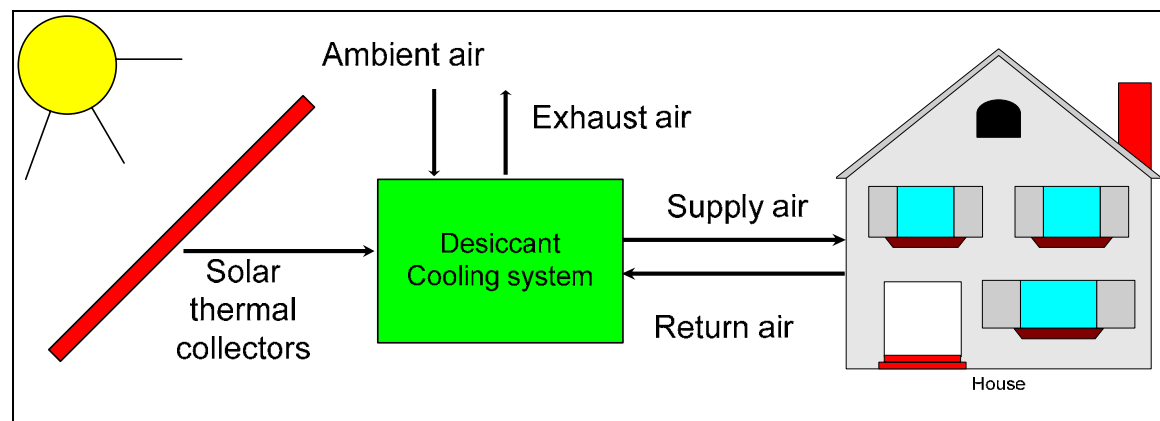 Ambient air
Exhaust air
Supply air
Desiccant
Cooling system
Solar
thermal
collectors
Return air
House